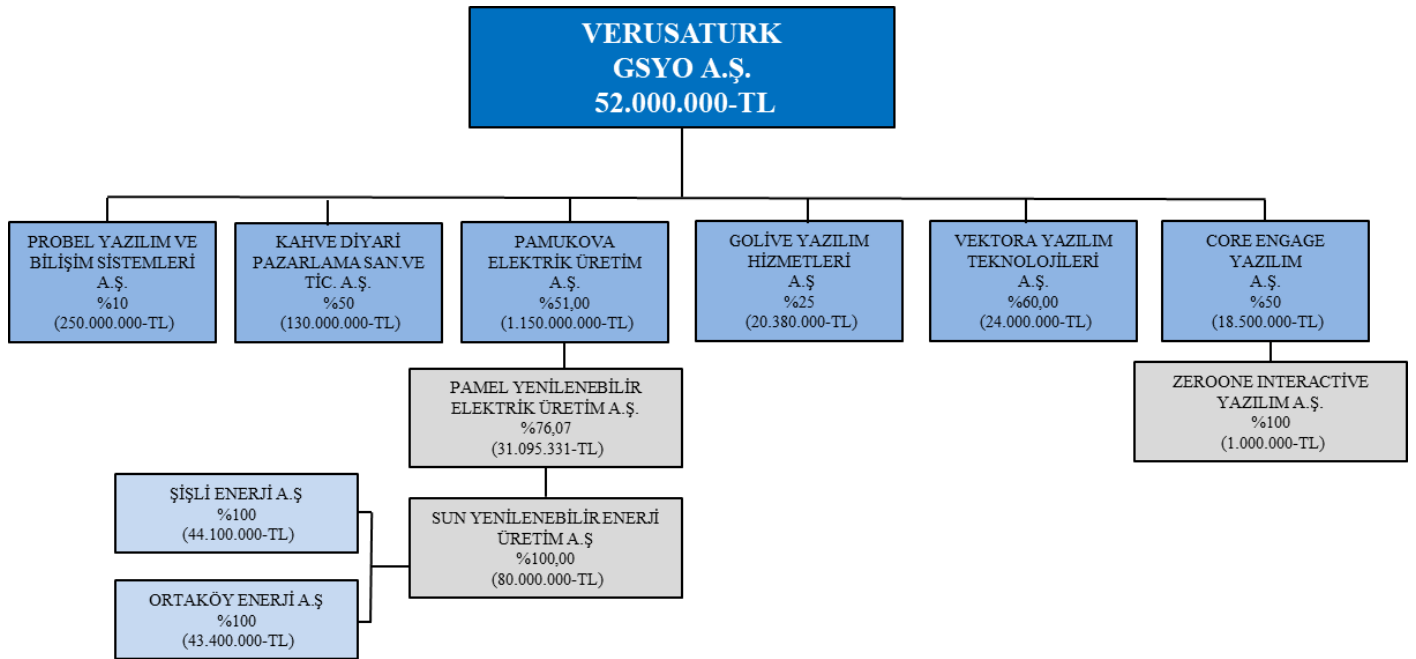 VERUSATURK
GSYO A.Ş.
52.000.000-TL
PROBEL YAZILIM VE
BİLİŞİM SİSTEMLERİ
A.Ş.
%10
(250.000.000-TL)
KAHVE DİYARİ
PAZARLAMA SAN.VE
TİC. A.Ş.
%50
(130.000.000-TL)
PAMUKOVA
ELEKTRİK ÜRETİM
A.Ş.
%51,00
(1.150.000.000-TL)
GOLİVE YAZILIM
HİZMETLERİ
A.Ş
%25
(20.380.000-TL)
VEKTORA YAZILIM
TEKNOLOJİLERİ
A.Ş.
%60,00
(24.000.000-TL)
CORE ENGAGE
YAZILIM
A.Ş.
%50
(18.500.000-TL)
PAMEL YENİLENEBİLİR
ELEKTRİK ÜRETİM A.Ş.
%76,07
(31.095.331-TL)
ZEROONE INTERACTİVE
YAZILIM A.Ş.
%100
(1.000.000-TL)
ŞİŞLİ ENERJİ A.Ş
%100
(44.100.000-TL)
SUN YENİLENEBİLİR ENERJİ
ÜRETİM A.Ş
%100,00
(80.000.000-TL)
ORTAKÖY ENERJİ A.Ş
%100
(43.400.000-TL)